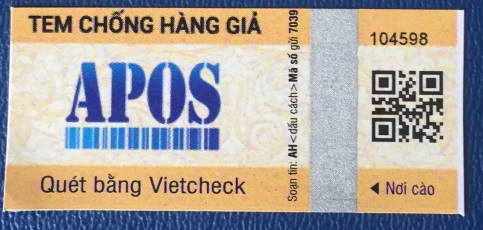 TEM CHỐNG HÀNG GIẢ
APOS
Quét bằng Vietcheck
Soạn tin: AH <dấu cách> Mã số gửi 7039
104598
◄ Nơi cào